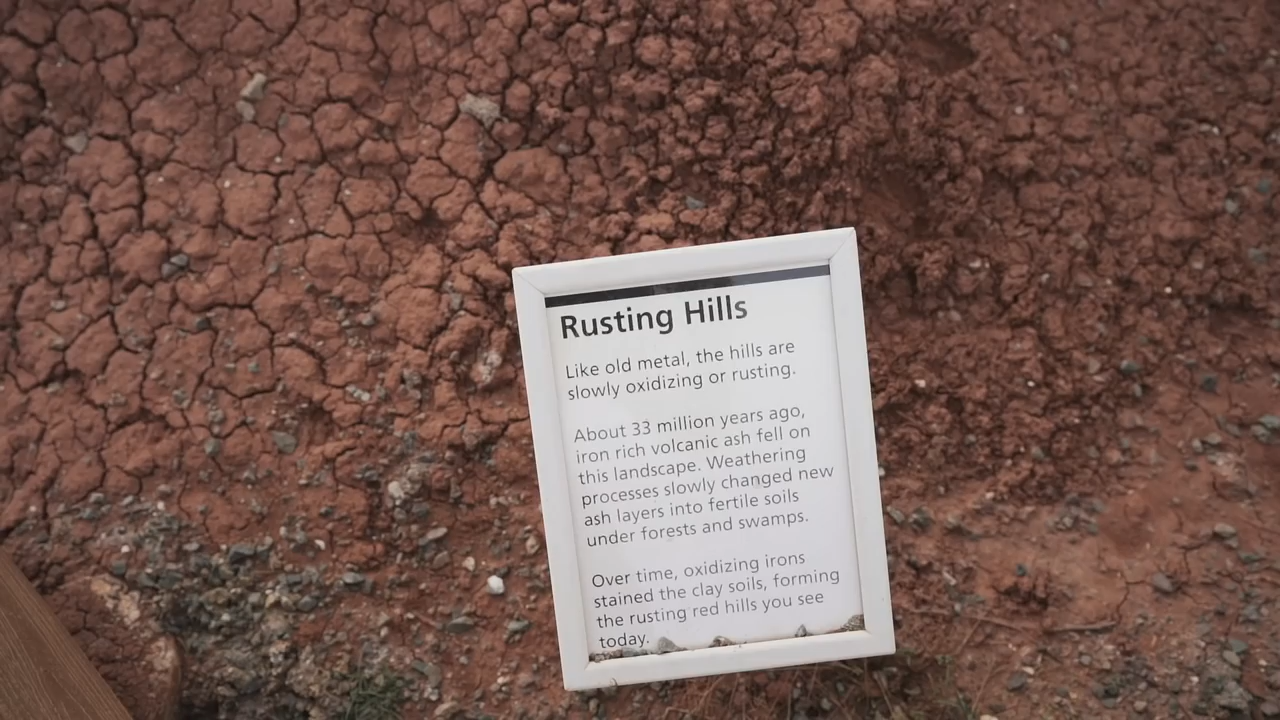 Rusting Hills
Like old metal, the hills are
slowly oxidizing or rusting.
About 33 million years ago,
iron rich volcanic ash fell on
this landscape. Weathering
processes slowly changed new
ash layers into fertile soils
under forests and swamps.
Over time, oxidizing irons
stained the clay soils, forming
the rusting red hills you see
today.